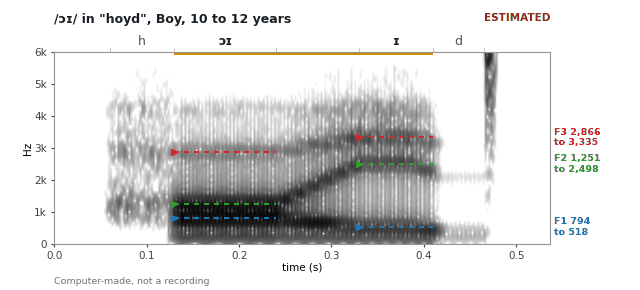 /ɔɪ/ in "hoyd", Boy, 10 to 12 years
ESTIMATED
h ɔɪ ɪ d
6k
5k
4k
3k
2k
1k
0
Hz
F3 2,866
to 3,335
F2 1,251
to 2,498
F1 794
to 518
0.0 0.1 0.2 0.3 0.4 0.5
time (s)
Computer-made, not a recording